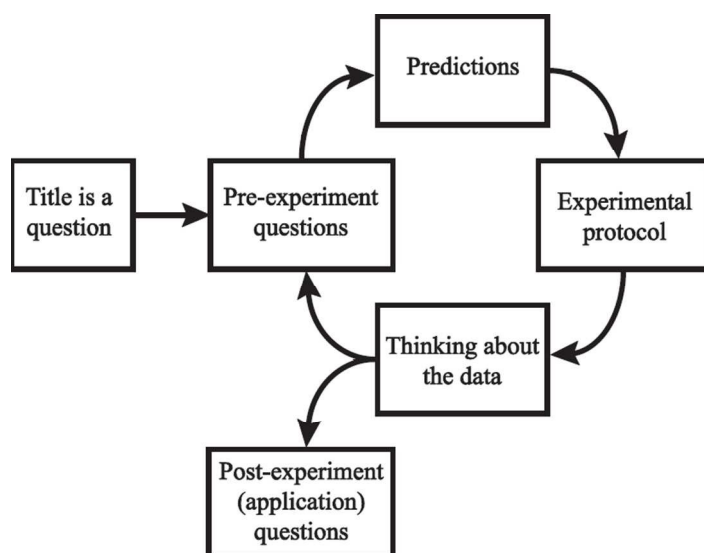 Title is a
question
Pre-experiment
questions
Predictions
Experimental
protocol
Thinking about
the data
Post-experiment
(application)
questions